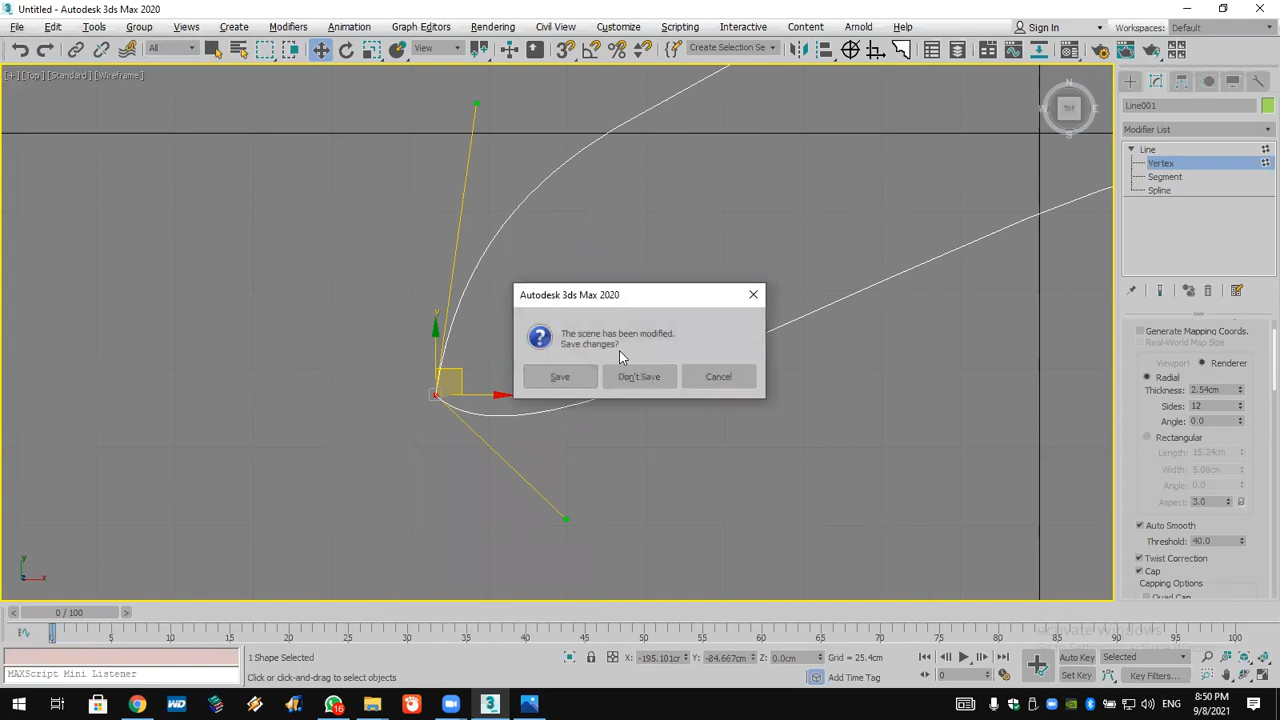 Untitled - Autodesk 3ds Max 2020
File Edit Tools Group Views Create Modifiers Animation Graph Editors Rendering Civil View Customize Scripting Interactive Content Arnold Help Sign In Workspaces: Default
All View Create Selection Se
[+] [Top] [Standard] [Wireframe]
N
W TOP E
S
Line001
Modifier List
Line
Vertex
Segment
Spline
Autodesk 3ds Max 2020
The scene has been modified.
Save changes?
Save Don't Save Cancel
Generate Mapping Coords.
Real-World Map Size
Viewport Renderer
Radial
Thickness: 2.54cm
Sides: 12
Angle: 0.0
Rectangular
Length: 15.24cm
Width: 5.08cm
Angle: 0.0
Aspect: 3.0
Auto Smooth
Threshold: 40.0
Twist Correction
Cap
Capping Options
Quad Cap
y
y
x
0 / 100
0 5 10 15 20 25 30 35 40 45 50 55 60 65 70 75 80 85 90 95 100
Activate Windows
MAXScript Mini Listener
1 Shape Selected
Click or click-and-drag to select objects
X: -195.101cm Y: -84.667cm Z: 0.0cm Grid = 25.4cm
Add Time Tag
0
Auto Key Selected
Set Key Key Filters...
16
ENG
8:50 PM
9/8/2021